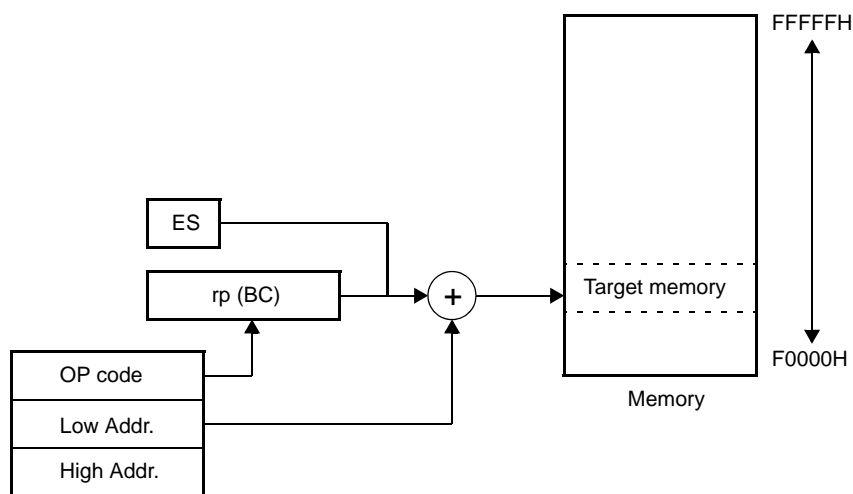 FFFFFH
ES
rp (BC)
+
Target memory
OP code
F0000H
Low Addr.
Memory
High Addr.